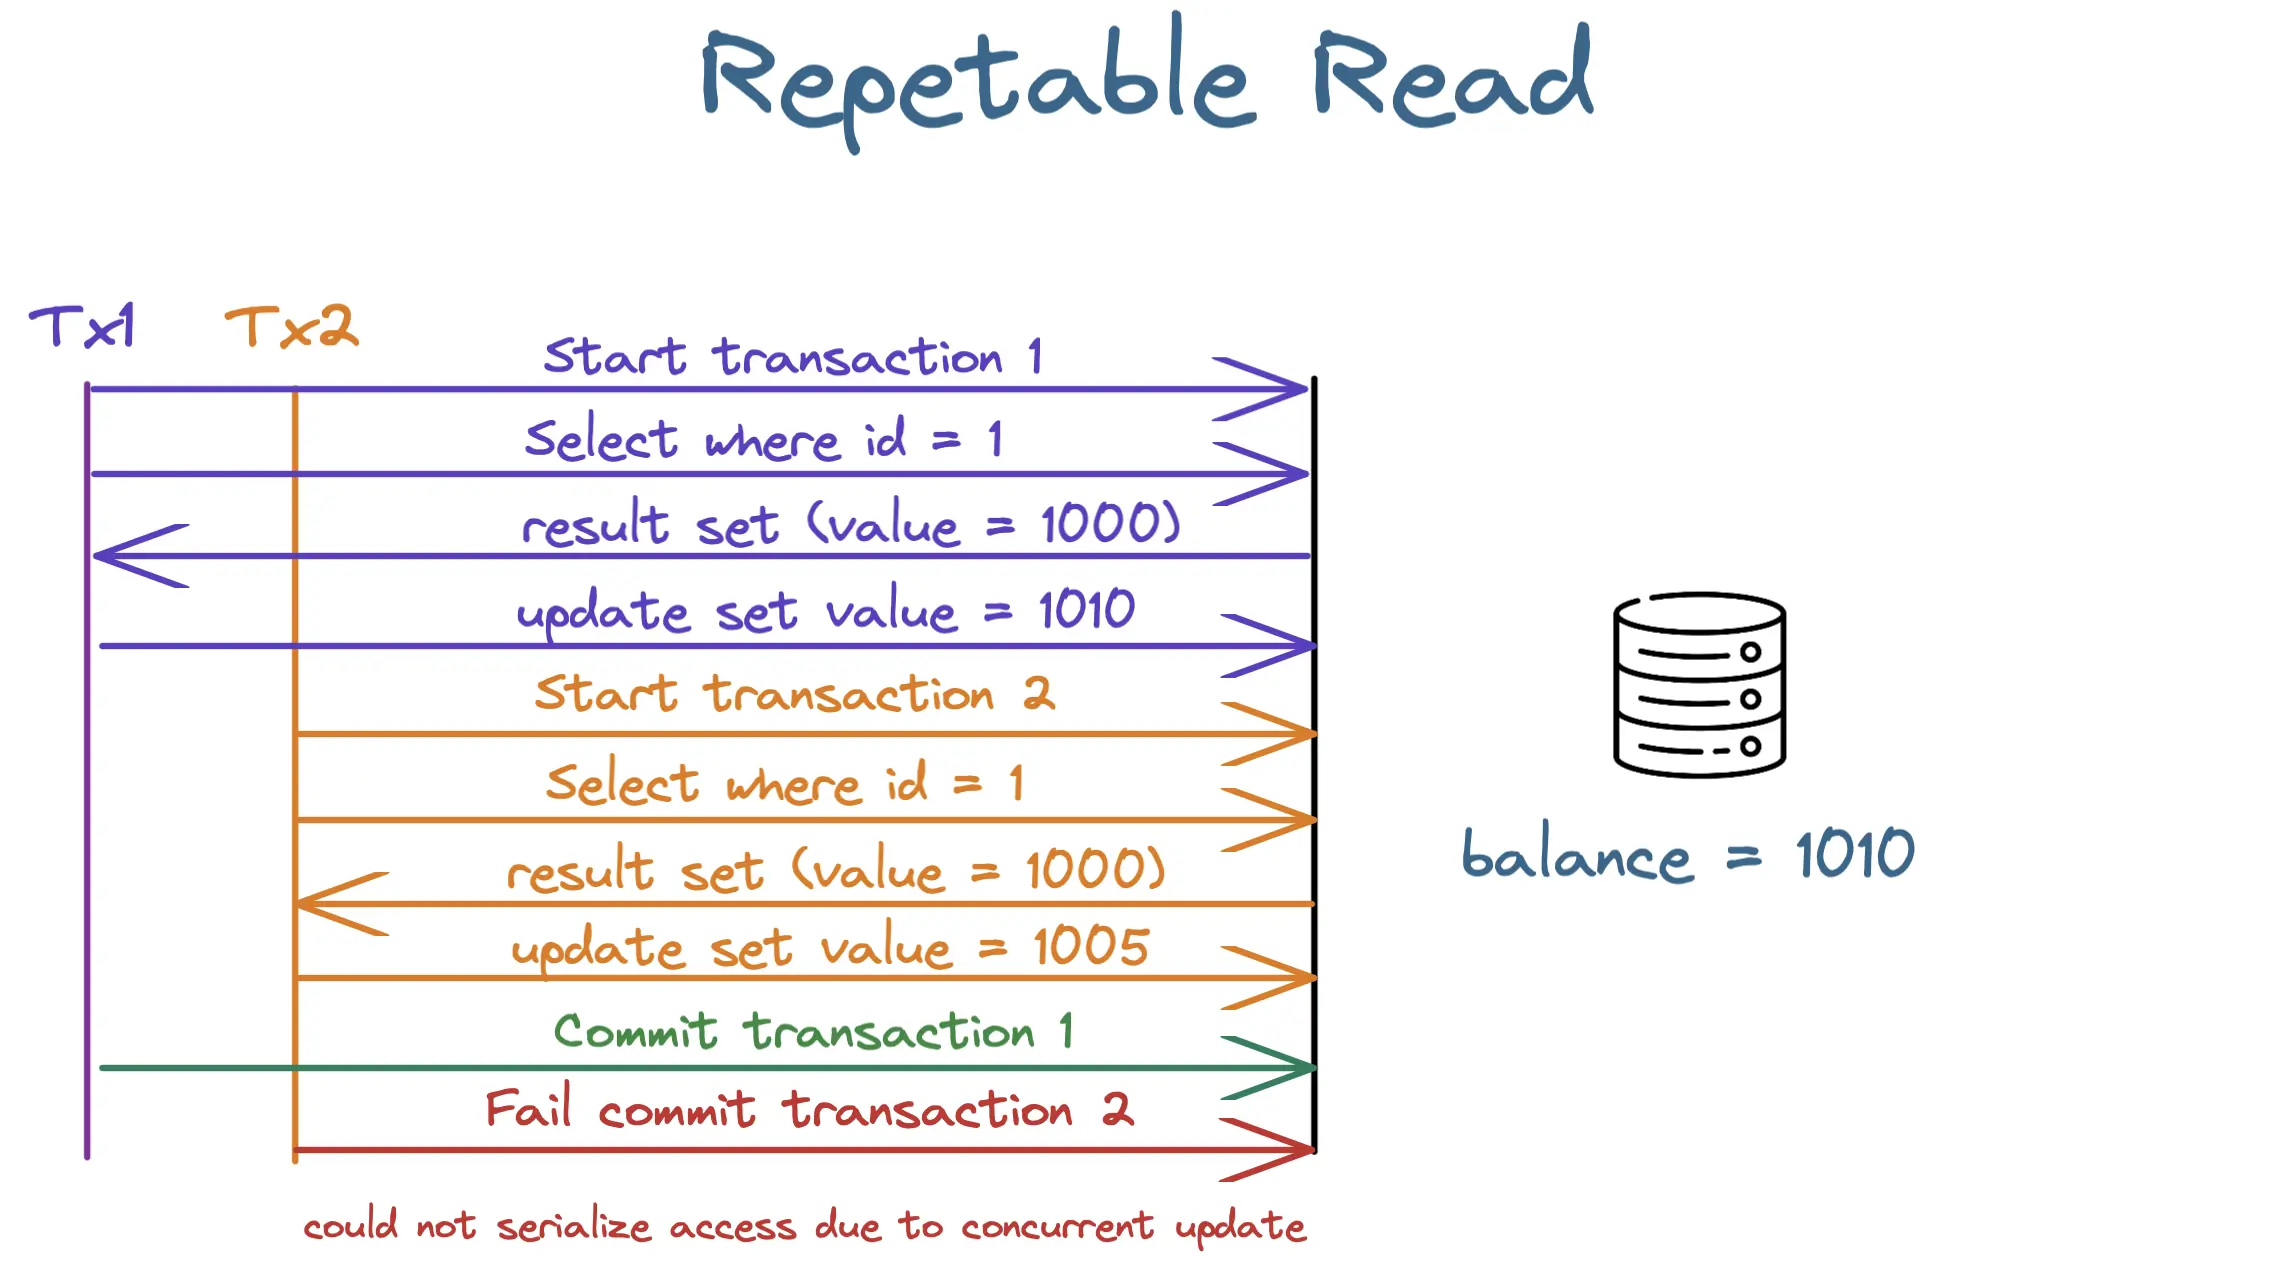 Repetable Read
Tx1
Tx2
Start transaction 1
Select where id = 1
result set (value = 1000)
update set value = 1010
Start transaction 2
Select where id = 1
result set (value = 1000)
update set value = 1005
Commit transaction 1
Fail commit transaction 2
could not serialize access due to concurrent update
balance = 1010